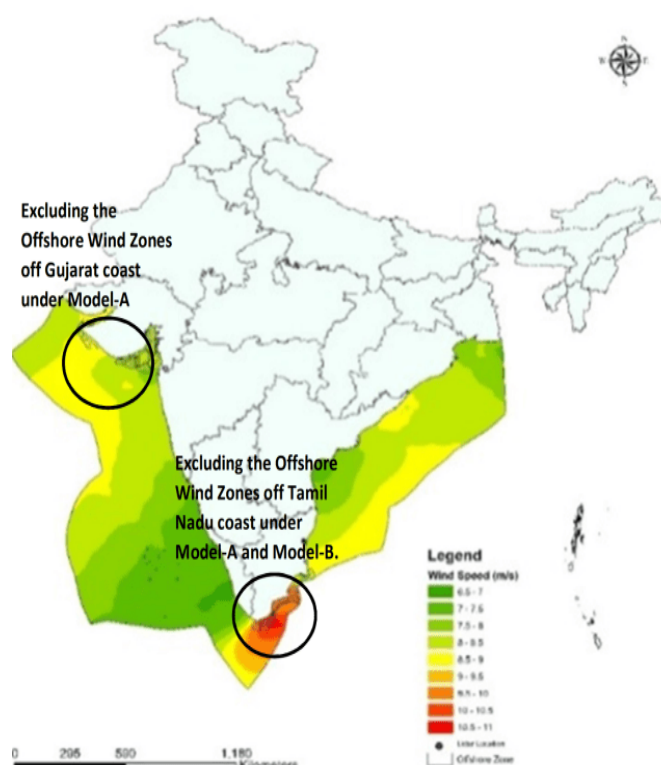 N
W
E
S
Excluding the
Offshore Wind Zones
off Gujarat coast
under Model-A
Excluding the Offshore
Wind Zones off Tamil
Nadu coast under
Model-A and Model-B.
Legend
Wind Speed (m/s)
6.5 - 7
7 - 7.5
7.5 - 8
8 - 8.5
8.5 - 9
9 - 9.5
9.5 - 10
10 - 10.5
10.5 - 11
Lidar Location
Offshore Zone
0 295 590 1,180
Kilometers